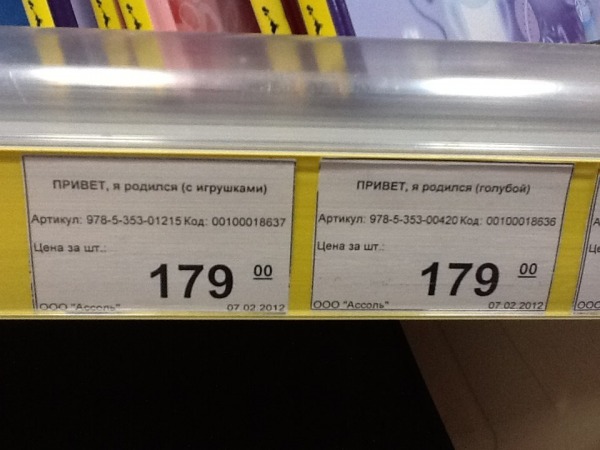 ПРИВЕТ, я родился (с игрушками)
Артикул: 978-5-353-01215 Код: 00100018637
Цена за шт.:
179 00
ООО "Ассоль" 07.02.2012
ПРИВЕТ, я родился (голубой)
Артикул: 978-5-353-00420 Код: 00100018636
Цена за шт.:
179 00
ООО "Ассоль" 07.02.2012
ООО